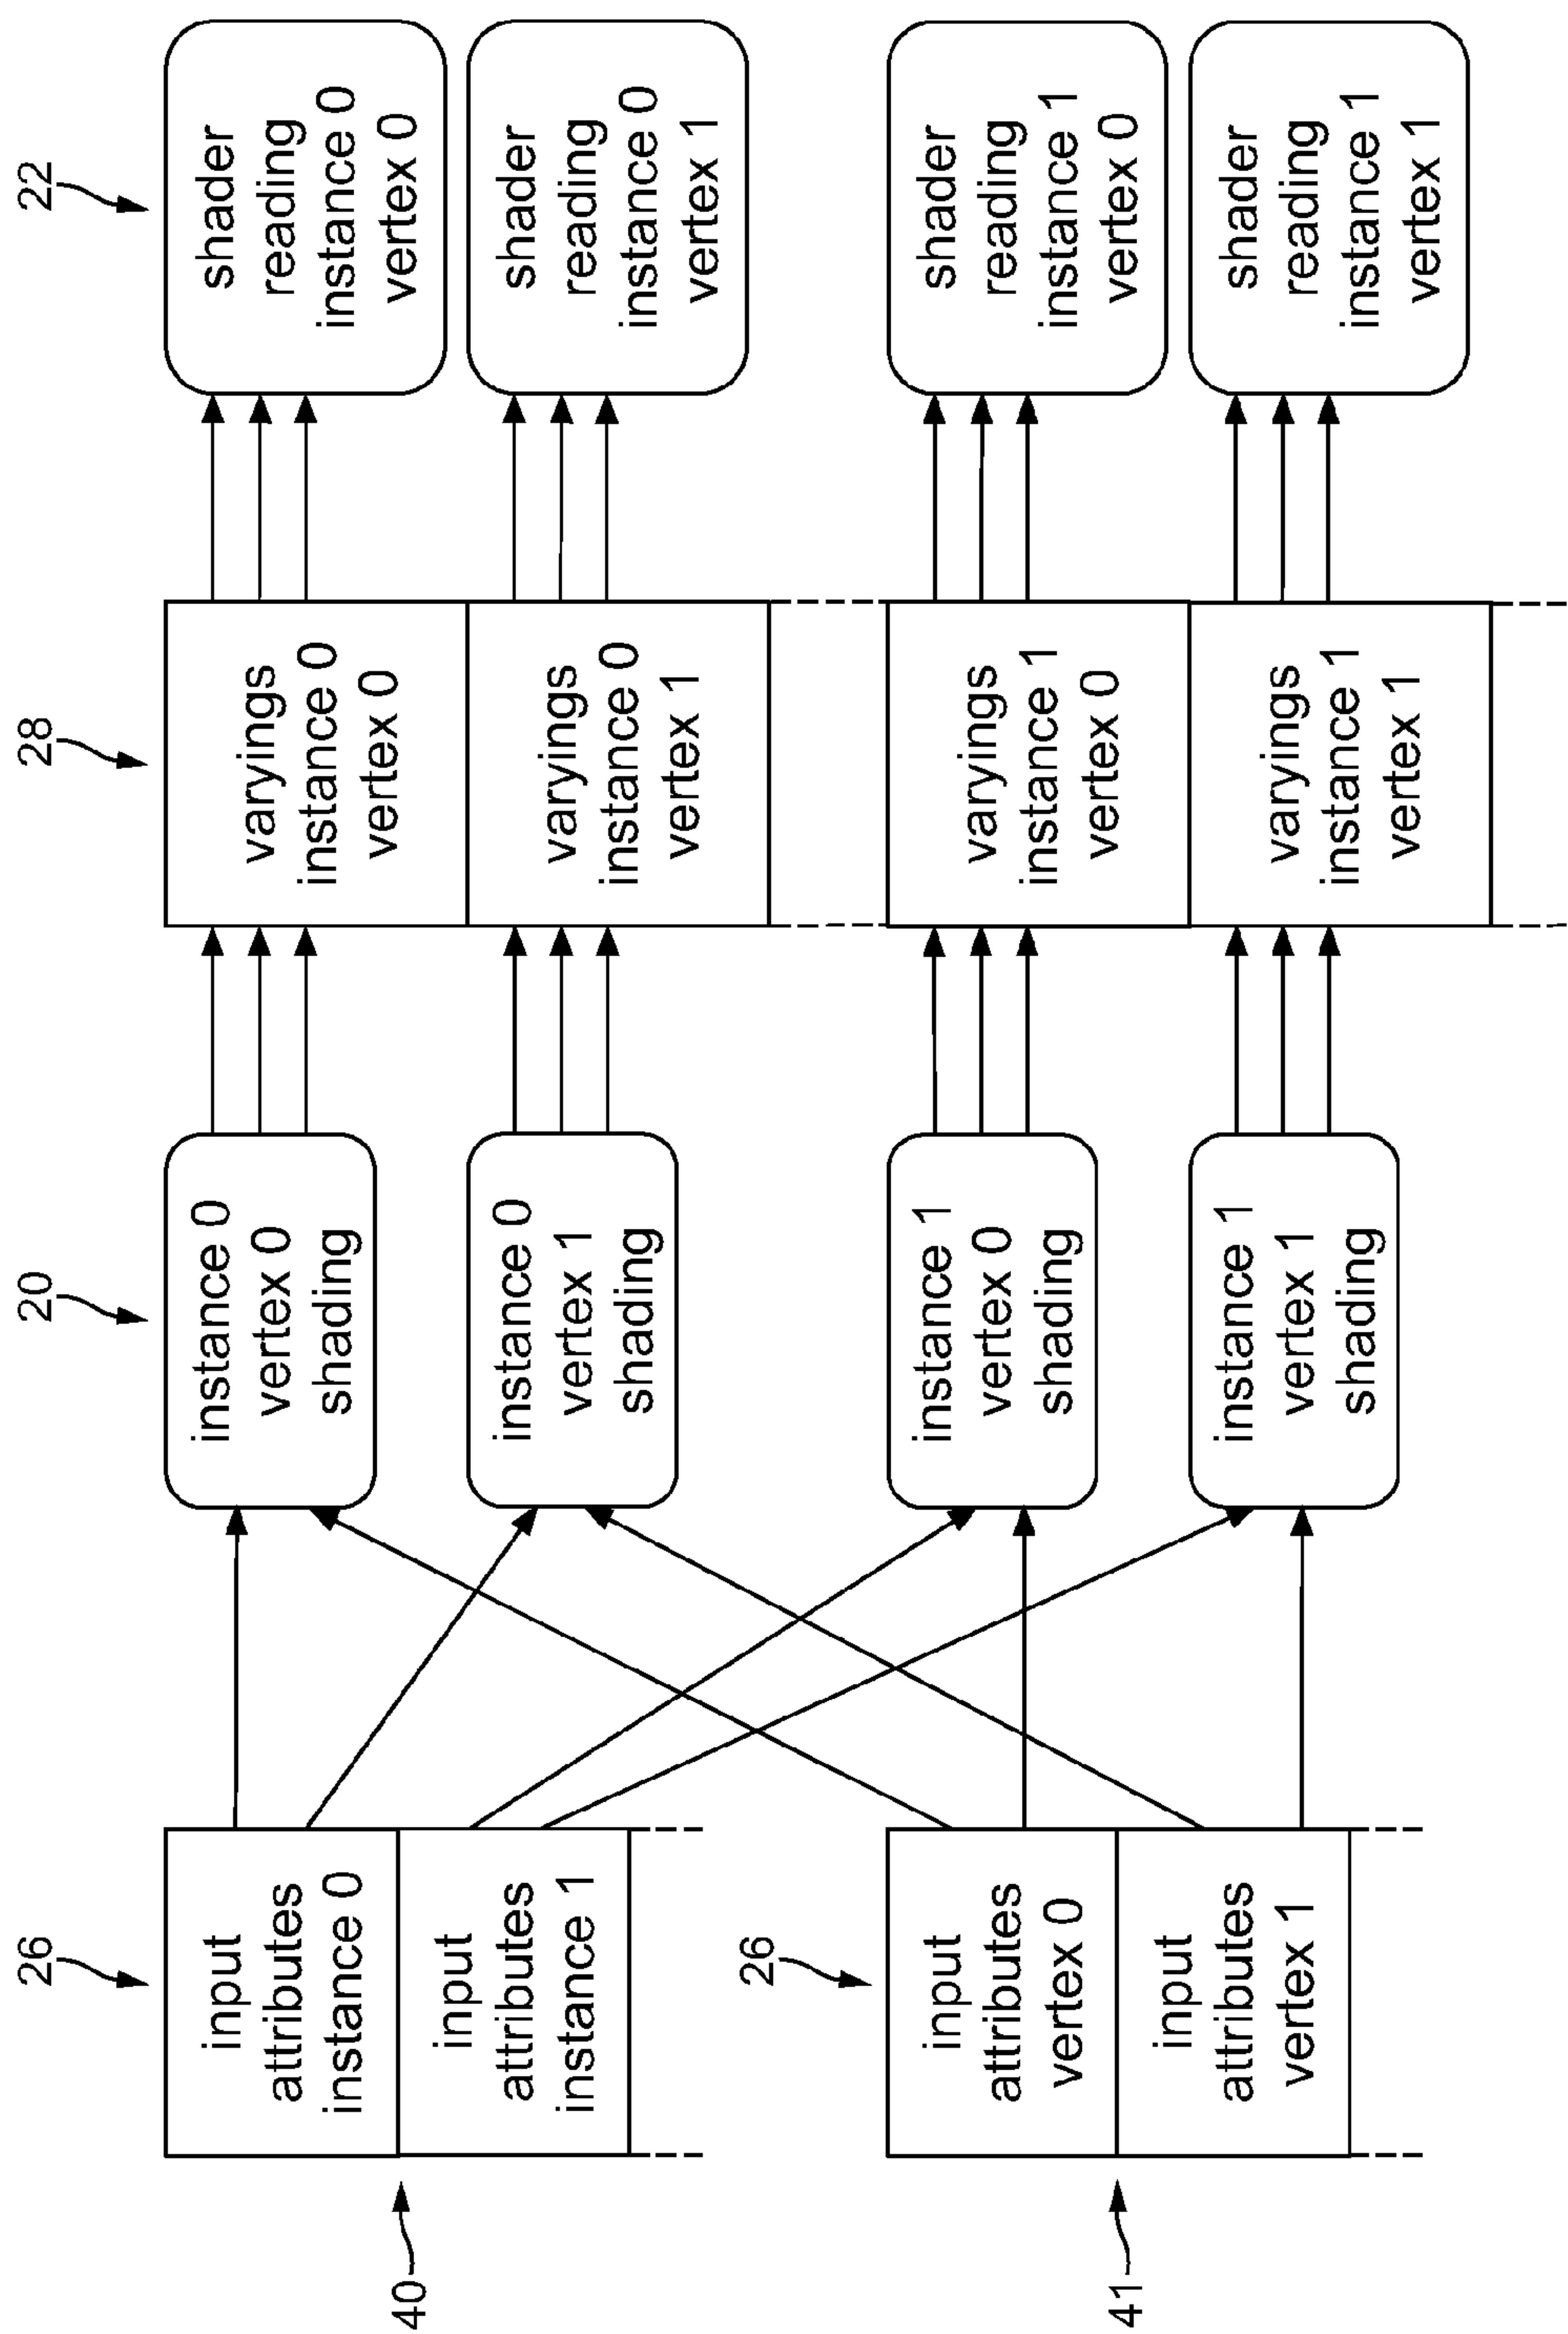 26
20
28
22
40
input
attributes
instance 0
input
attributes
instance 1
26
41
input
attributes
vertex 0
input
attributes
vertex 1
instance 0
vertex 0
shading
instance 0
vertex 1
shading
instance 1
vertex 0
shading
instance 1
vertex 1
shading
varyings
instance 0
vertex 0
varyings
instance 0
vertex 1
varyings
instance 1
vertex 0
varyings
instance 1
vertex 1
shader
reading
instance 0
vertex 0
shader
reading
instance 0
vertex 1
shader
reading
instance 1
vertex 0
shader
reading
instance 1
vertex 1